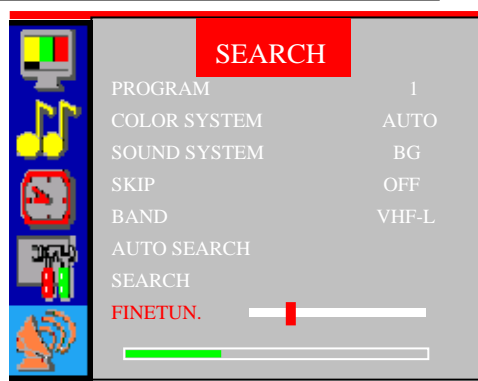 SEARCH
PROGRAM 1
COLOR SYSTEM AUTO
SOUND SYSTEM BG
SKIP OFF
BAND VHF-L
AUTO SEARCH
SEARCH
FINETUN.